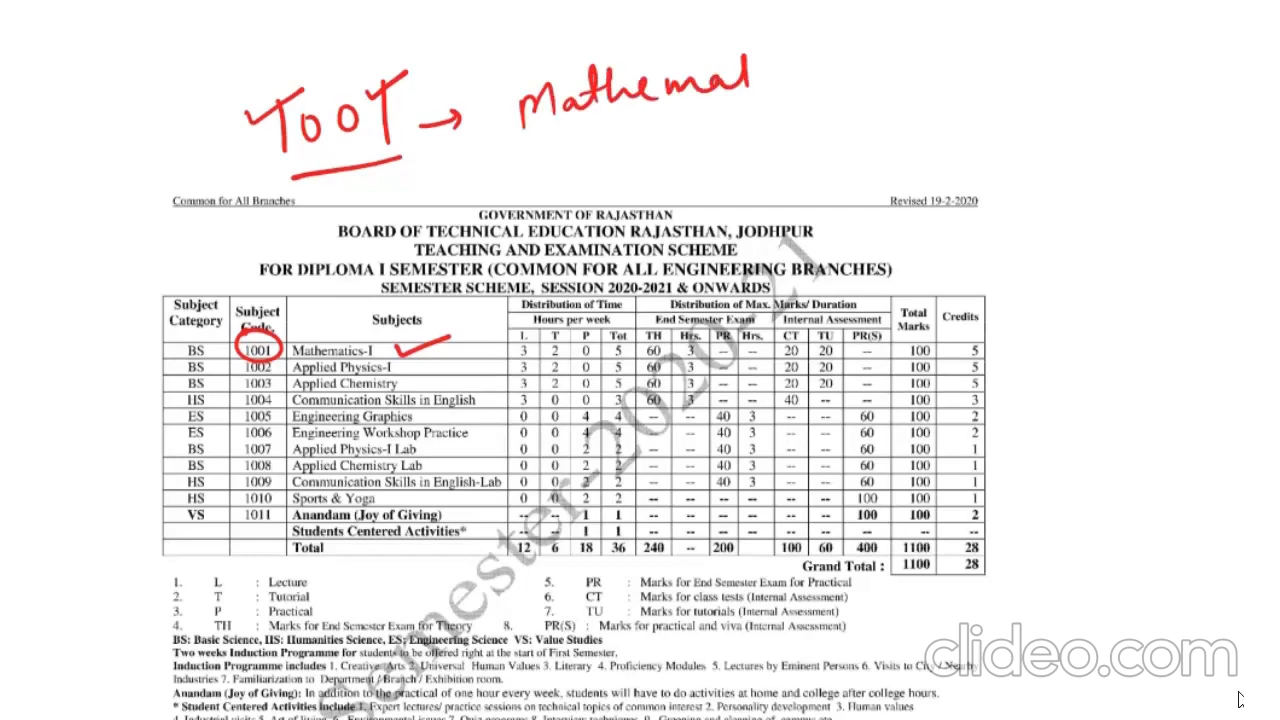 1001 → Mathemat
Common for All Branches Revised 19-2-2020
GOVERNMENT OF RAJASTHAN
BOARD OF TECHNICAL EDUCATION RAJASTHAN, JODHPUR
TEACHING AND EXAMINATION SCHEME
FOR DIPLOMA I SEMESTER (COMMON FOR ALL ENGINEERING BRANCHES)
SEMESTER SCHEME, SESSION 2020-2021 & ONWARDS
Subject Category Subject Code. Subjects Distribution of Time Distribution of Max. Marks/ Duration Total Marks Credits
Hours per week End Semester Exam Internal Assessment
L T P Tot TH Hrs. PR Hrs. CT TU PR(S)
BS 1001 Mathematics-I 3 2 0 5 60 3 -- -- 20 20 -- 100 5
BS 1002 Applied Physics-I 3 2 0 5 60 3 -- -- 20 20 -- 100 5
BS 1003 Applied Chemistry 3 2 0 5 60 3 -- -- 20 20 -- 100 5
HS 1004 Communication Skills in English 3 0 0 3 60 3 -- -- 40 -- -- 100 3
ES 1005 Engineering Graphics 0 0 4 4 -- -- 40 3 -- -- 60 100 2
ES 1006 Engineering Workshop Practice 0 0 4 4 -- -- 40 3 -- -- 60 100 2
BS 1007 Applied Physics-I Lab 0 0 2 2 -- -- 40 3 -- -- 60 100 1
BS 1008 Applied Chemistry Lab 0 0 2 2 -- -- 40 3 -- -- 60 100 1
HS 1009 Communication Skills in English-Lab 0 0 2 2 -- -- 40 3 -- -- 60 100 1
HS 1010 Sports & Yoga 0 0 2 2 -- -- -- -- -- -- 100 100 1
VS 1011 Anandam (Joy of Giving) -- -- 1 1 -- -- -- -- -- -- 100 100 2
Students Centered Activities* -- -- 1 1 -- -- -- -- -- -- -- -- --
Total 12 6 18 36 240 -- 200 100 60 400 1100 28
Grand Total : 1100 28
1. L : Lecture 5. PR : Marks for End Semester Exam for Practical
2. T : Tutorial 6. CT : Marks for class tests (Internal Assessment)
3. P : Practical 7. TU : Marks for tutorials (Internal Assessment)
4. TH : Marks for End Semester Exam for Theory 8. PR(S) : Marks for practical and viva (Internal Assessment)
BS: Basic Science, HS: Humanities Science, ES: Engineering Science VS: Value Studies
Two weeks Induction Programme for students to be offered right at the start of First Semester.
Induction Programme includes 1. Creative Arts 2. Universal Human Values 3. Literary 4. Proficiency Modules 5. Lectures by Eminent Persons 6. Visits to City / Nearby
Industries 7. Familiarization to Department / Branch / Exhibition room.
Anandam (Joy of Giving): In addition to the practical of one hour every week, students will have to do activities at home and college after college hours.
* Student Centered Activities include 1. Expert lectures/ practice sessions on technical topics of common interest 2. Personality development 3. Human values
Semester-2020-21
clideo.com